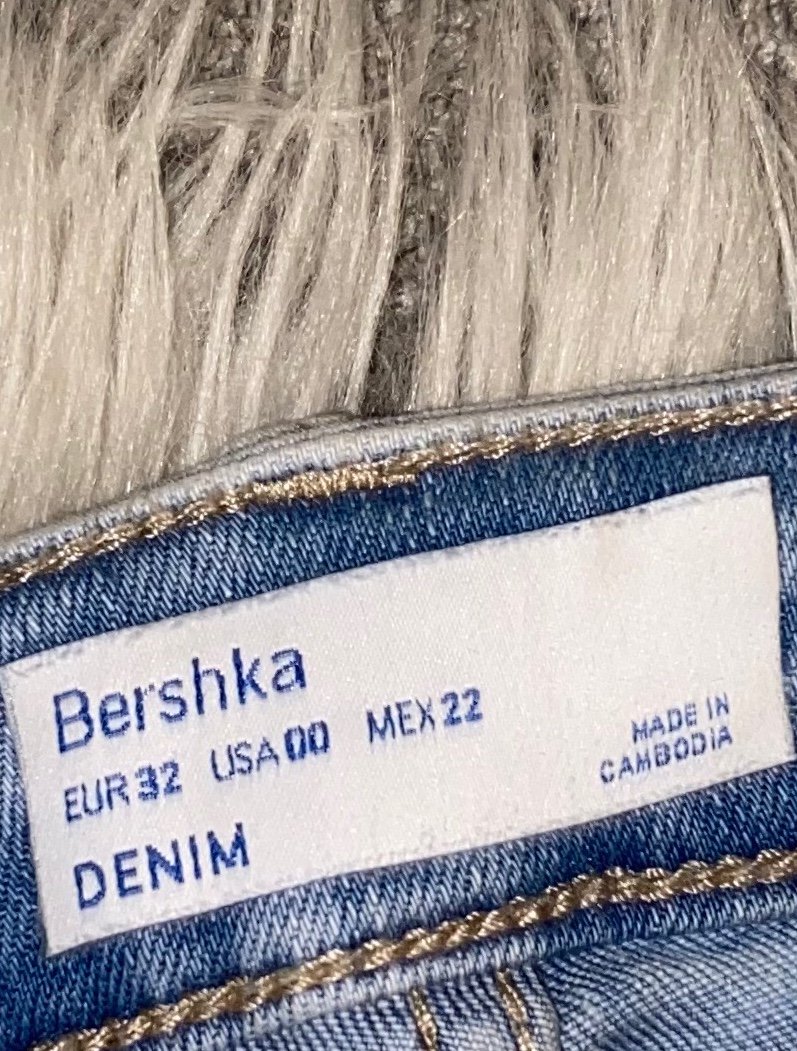 Bershka
EUR 32 USA 00 MEX 22
MADE IN
CAMBODIA
DENIM